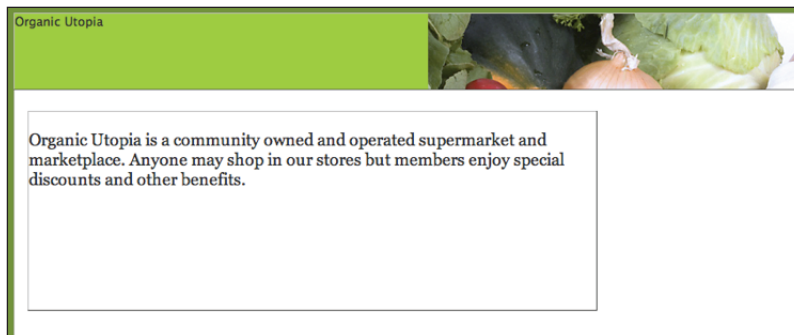 Organic Utopia
Organic Utopia is a community owned and operated supermarket and
marketplace. Anyone may shop in our stores but members enjoy special
discounts and other benefits.